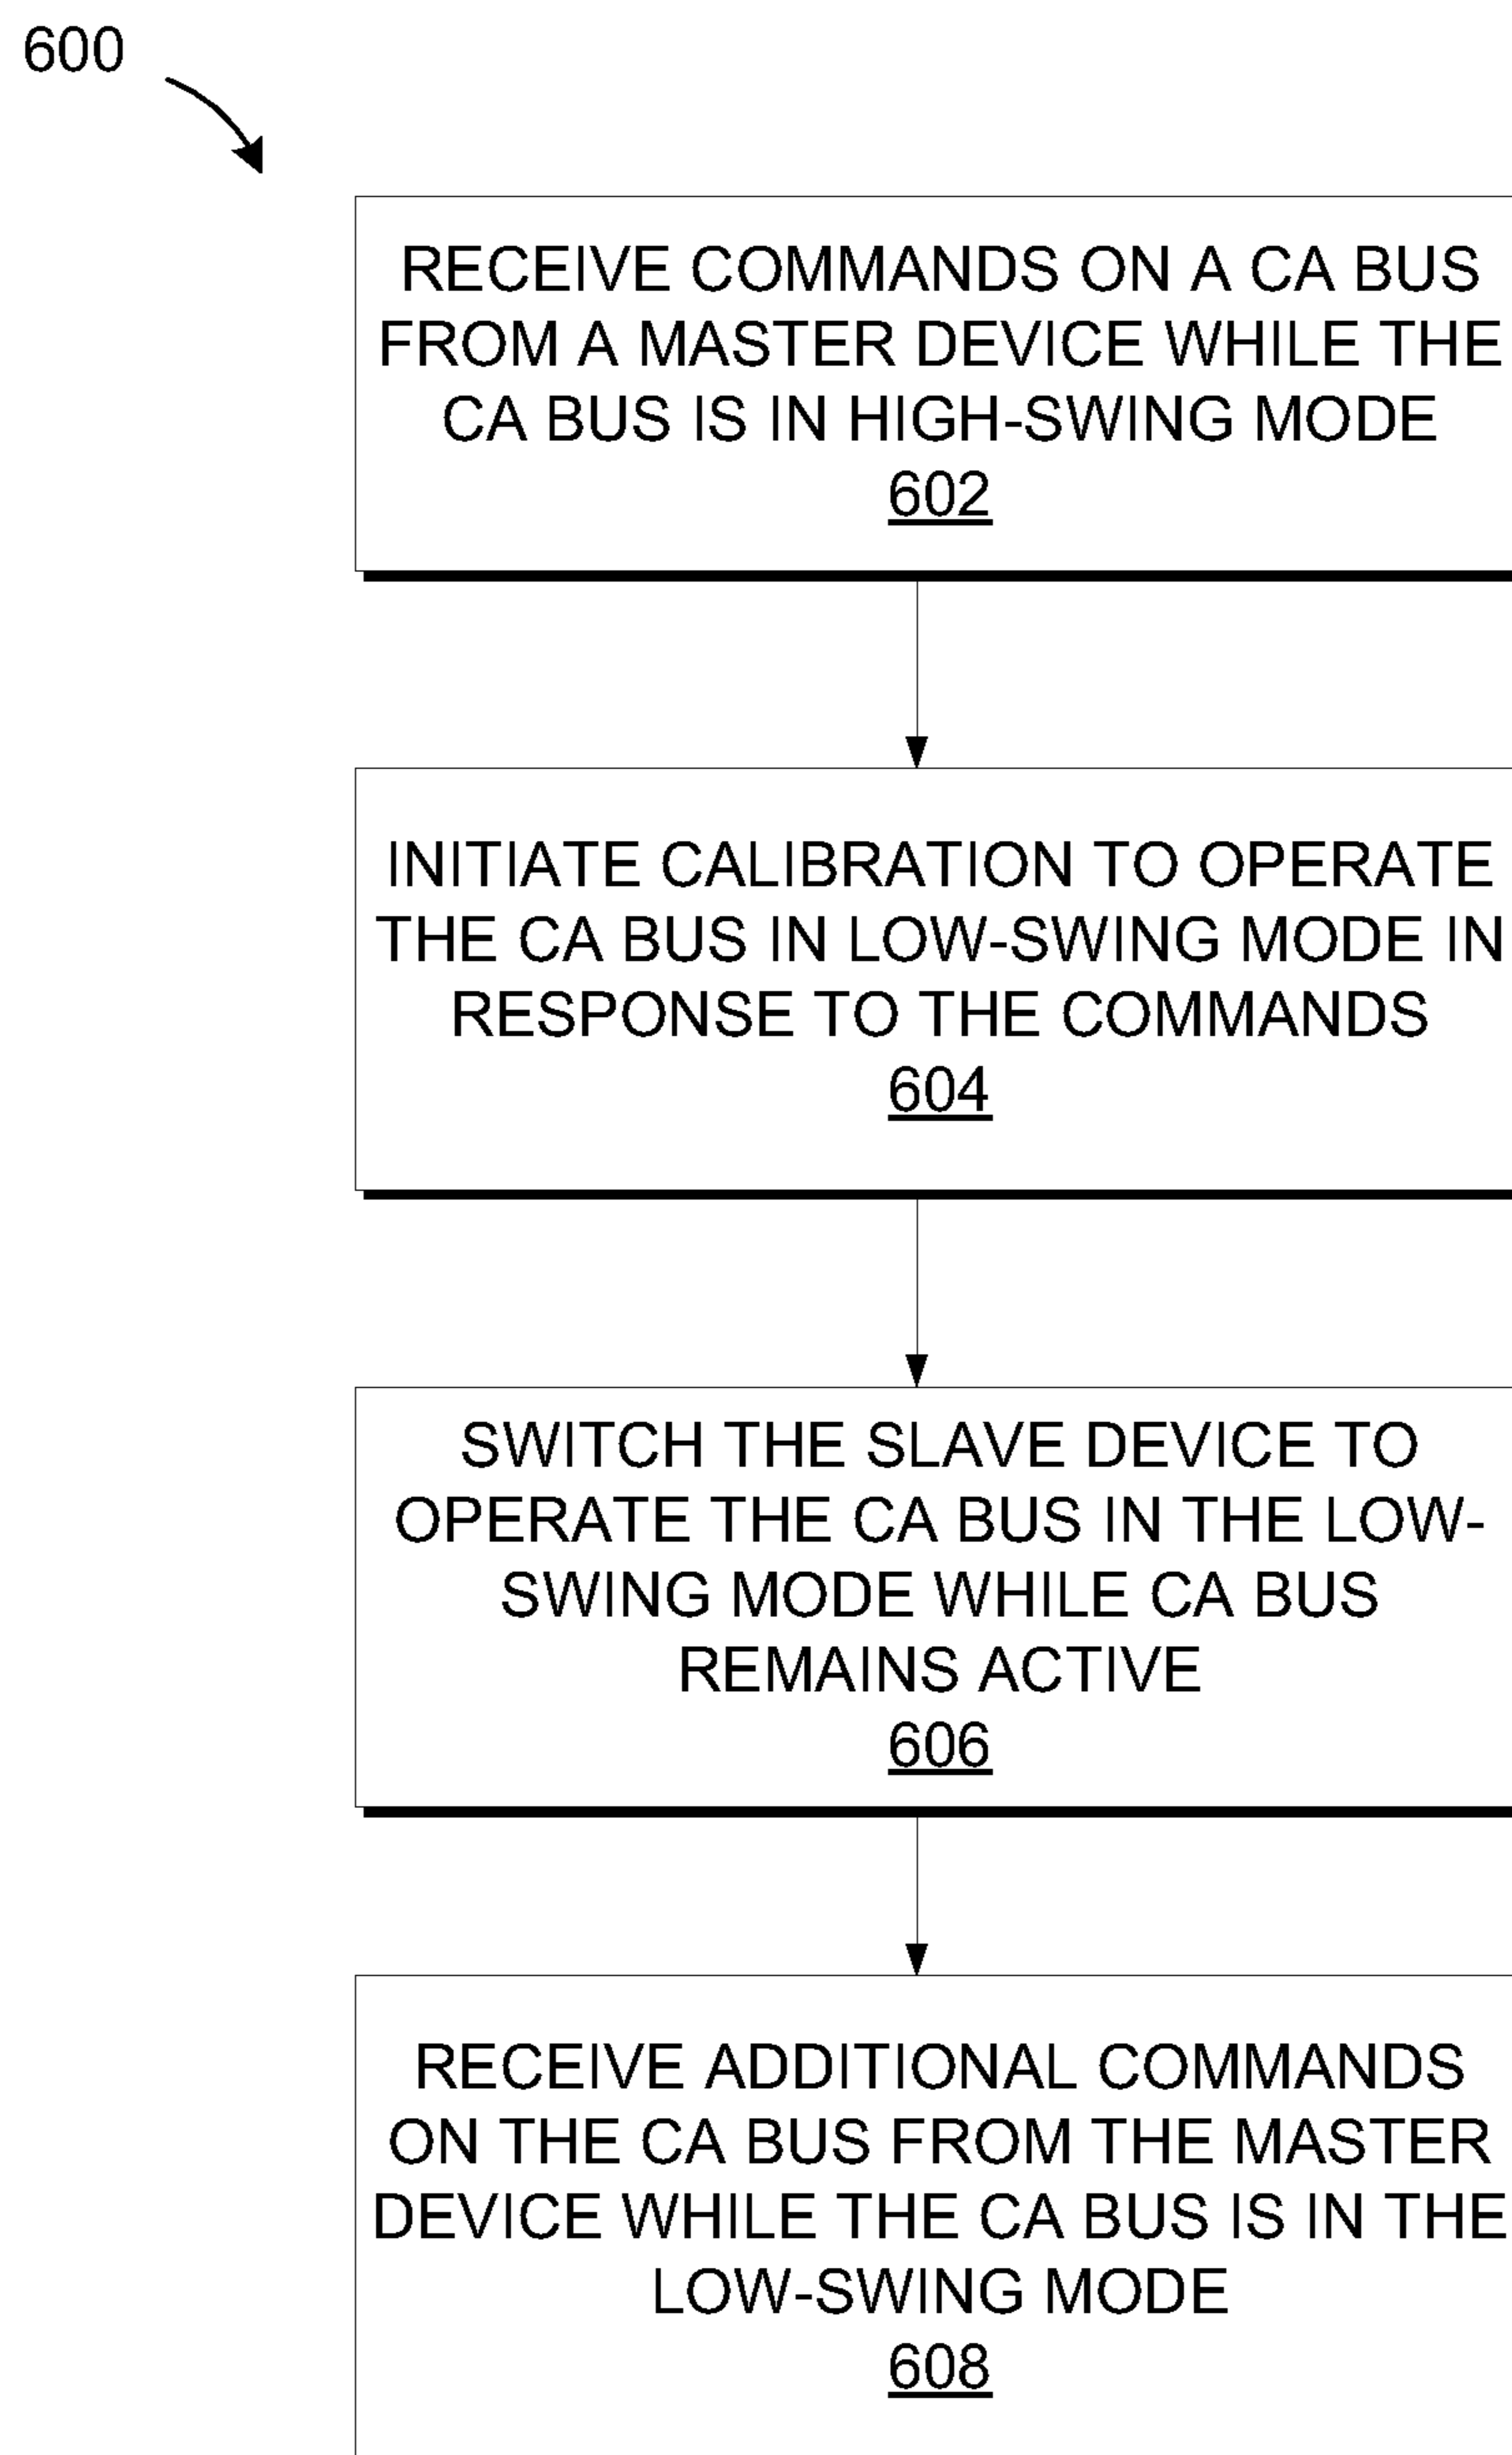 600
RECEIVE COMMANDS ON A CA BUS
FROM A MASTER DEVICE WHILE THE
CA BUS IS IN HIGH-SWING MODE
602
INITIATE CALIBRATION TO OPERATE
THE CA BUS IN LOW-SWING MODE IN
RESPONSE TO THE COMMANDS
604
SWITCH THE SLAVE DEVICE TO
OPERATE THE CA BUS IN THE LOW-
SWING MODE WHILE CA BUS
REMAINS ACTIVE
606
RECEIVE ADDITIONAL COMMANDS
ON THE CA BUS FROM THE MASTER
DEVICE WHILE THE CA BUS IS IN THE
LOW-SWING MODE
608